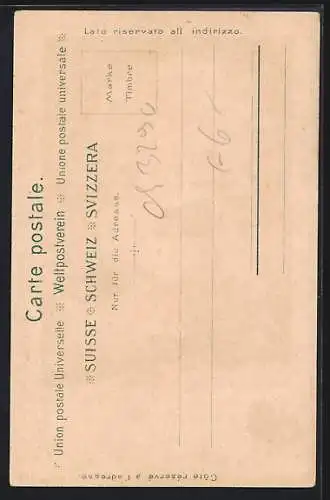 Carte postale.
※ Union postale Universelle ※ Weltpostverein ※ Unione postale universale ※
※ SUISSE ※ SCHWEIZ ※ SVIZZERA
Nur für die Adresse.
Marke
Timbre
Côté réservé à l'adresse
Lato riservato all indirizzo.